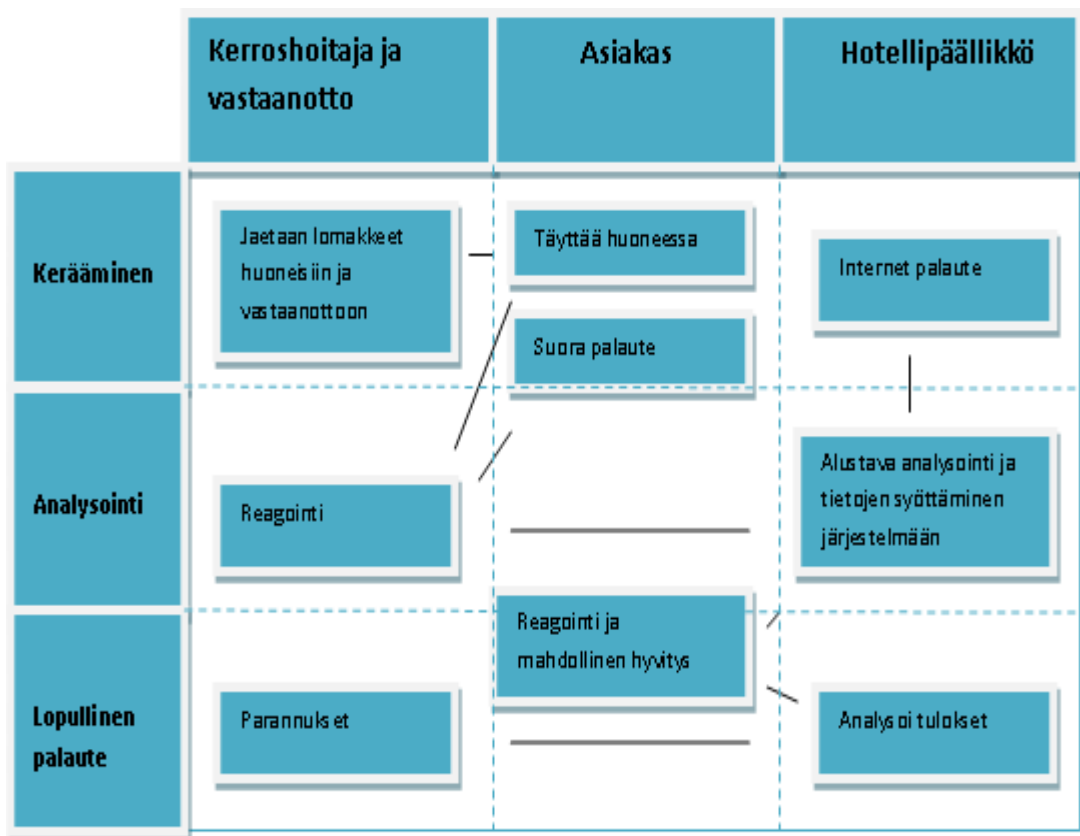 Kerroshoitaja ja
vastaanotto
Asiakas
Hotellipäällikkö
Kerääminen
Jaetaan lomakkeet
huoneisiin ja
vastaanottoon
Täyttää huoneessa
Suora palaute
Internet palaute
Analysointi
Reagointi
Alustava analysointi ja
tietojen syöttäminen
järjestelmään
Lopullinen
palaute
Parannukset
Reagointi ja
mahdollinen hyvitys
Analysoi tulokset